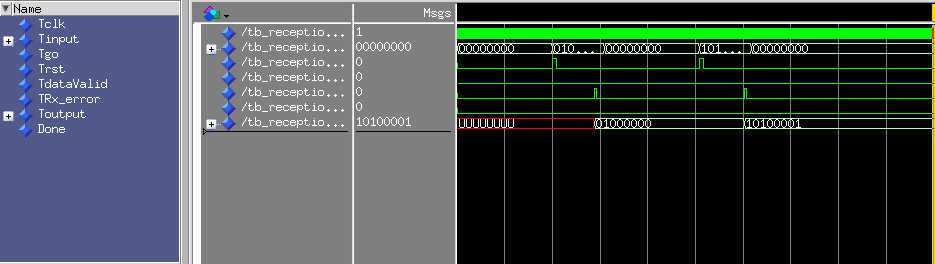 Name
Tclk
Tinput
Tgo
Trst
TdataValid
TRx_error
Toutput
Done
Msgs
/tb_receptio... 1
/tb_receptio... 00000000 00000000 010... 00000000 101... 00000000
/tb_receptio... 0
/tb_receptio... 0
/tb_receptio... 0
/tb_receptio... 0
/tb_receptio... 10100001 UUUUUUUU 01000000 10100001